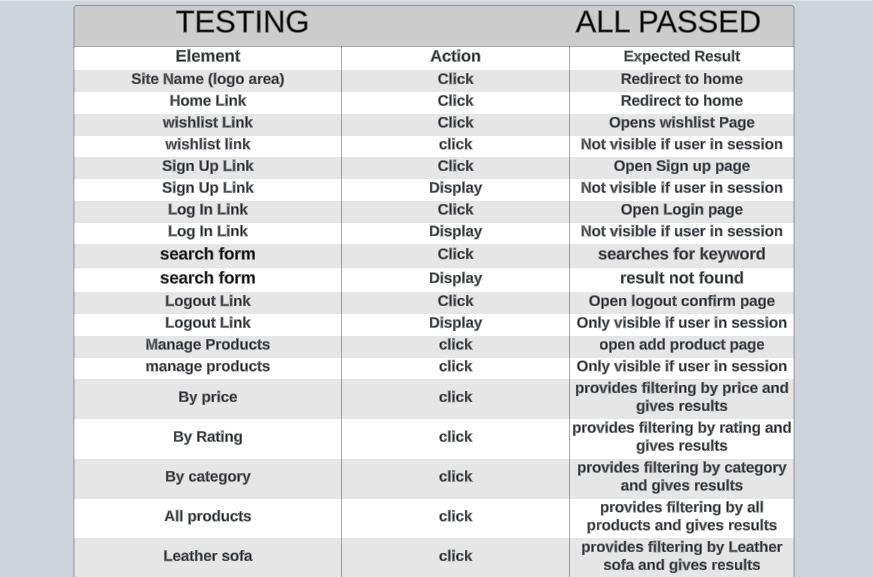 TESTING ALL PASSED
Element Action Expected Result
Site Name (logo area) Click Redirect to home
Home Link Click Redirect to home
wishlist Link Click Opens wishlist Page
wishlist link click Not visible if user in session
Sign Up Link Click Open Sign up page
Sign Up Link Display Not visible if user in session
Log In Link Click Open Login page
Log In Link Display Not visible if user in session
search form Click searches for keyword
search form Display result not found
Logout Link Click Open logout confirm page
Logout Link Display Only visible if user in session
Manage Products click open add product page
manage products click Only visible if user in session
By price click provides filtering by price and
gives results
By Rating click provides filtering by rating and
gives results
By category click provides filtering by category
and gives results
All products click provides filtering by all
products and gives results
Leather sofa click provides filtering by Leather
sofa and gives results